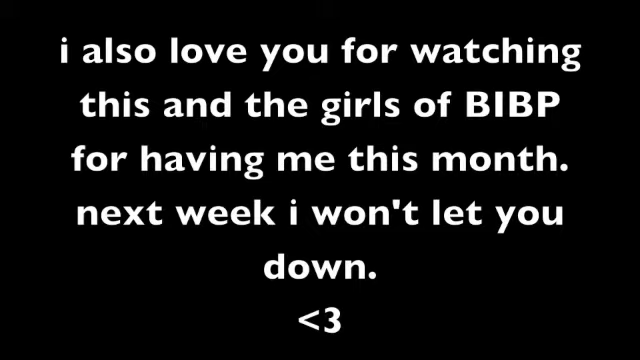 i also love you for watching
this and the girls of BIBP
for having me this month.
next week i won't let you
down.
<3